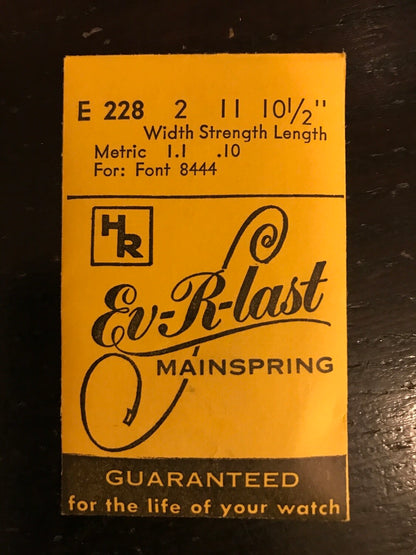 E 228 2 11 10½"
Width Strength Length
Metric 1.1 .10
For: Font 8444
HR
Ev-R-last
MAINSPRING
GUARANTEED
for the life of your watch